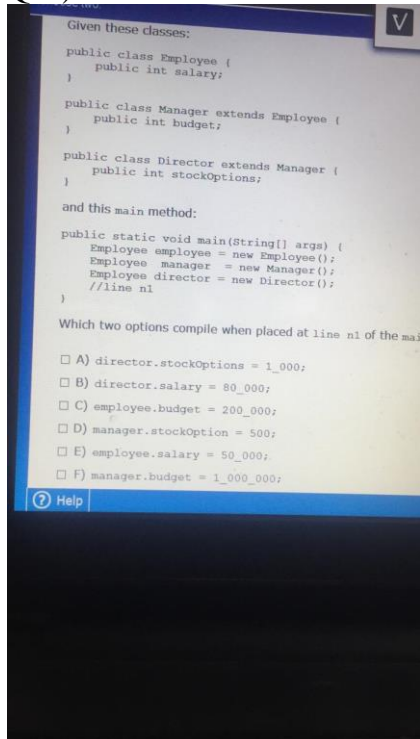 Given these classes:
public class Employee {
public int salary;
}
public class Manager extends Employee {
public int budget;
}
public class Director extends Manager {
public int stockOptions;
}
and this main method:
public static void main(String[] args) {
Employee employee = new Employee();
Employee manager = new Manager();
Employee director = new Director();
//line n1
}
Which two options compile when placed at line n1 of the mai
A) director.stockOptions = 1_000;
B) director.salary = 80_000;
C) employee.budget = 200_000;
D) manager.stockOption = 500;
E) employee.salary = 50_000;
F) manager.budget = 1_000_000;
? Help
V